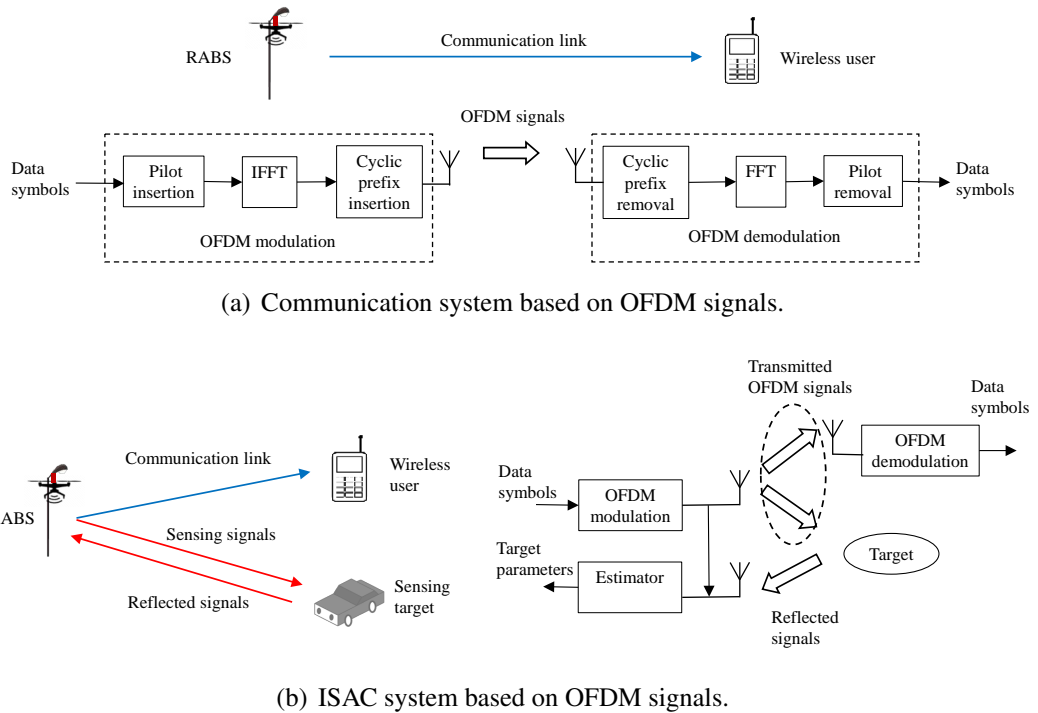 RABS
Communication link
Wireless user
OFDM signals
Data
symbols
Pilot
insertion
IFFT
Cyclic
prefix
insertion
OFDM modulation
Cyclic
prefix
removal
FFT
Pilot
removal
OFDM demodulation
Data
symbols
(a) Communication system based on OFDM signals.
ABS
Communication link
Wireless
user
Sensing signals
Reflected signals
Sensing
target
Transmitted
OFDM signals
Data
symbols
OFDM
demodulation
Data
symbols
OFDM
modulation
Target
parameters
Estimator
Target
Reflected
signals
(b) ISAC system based on OFDM signals.